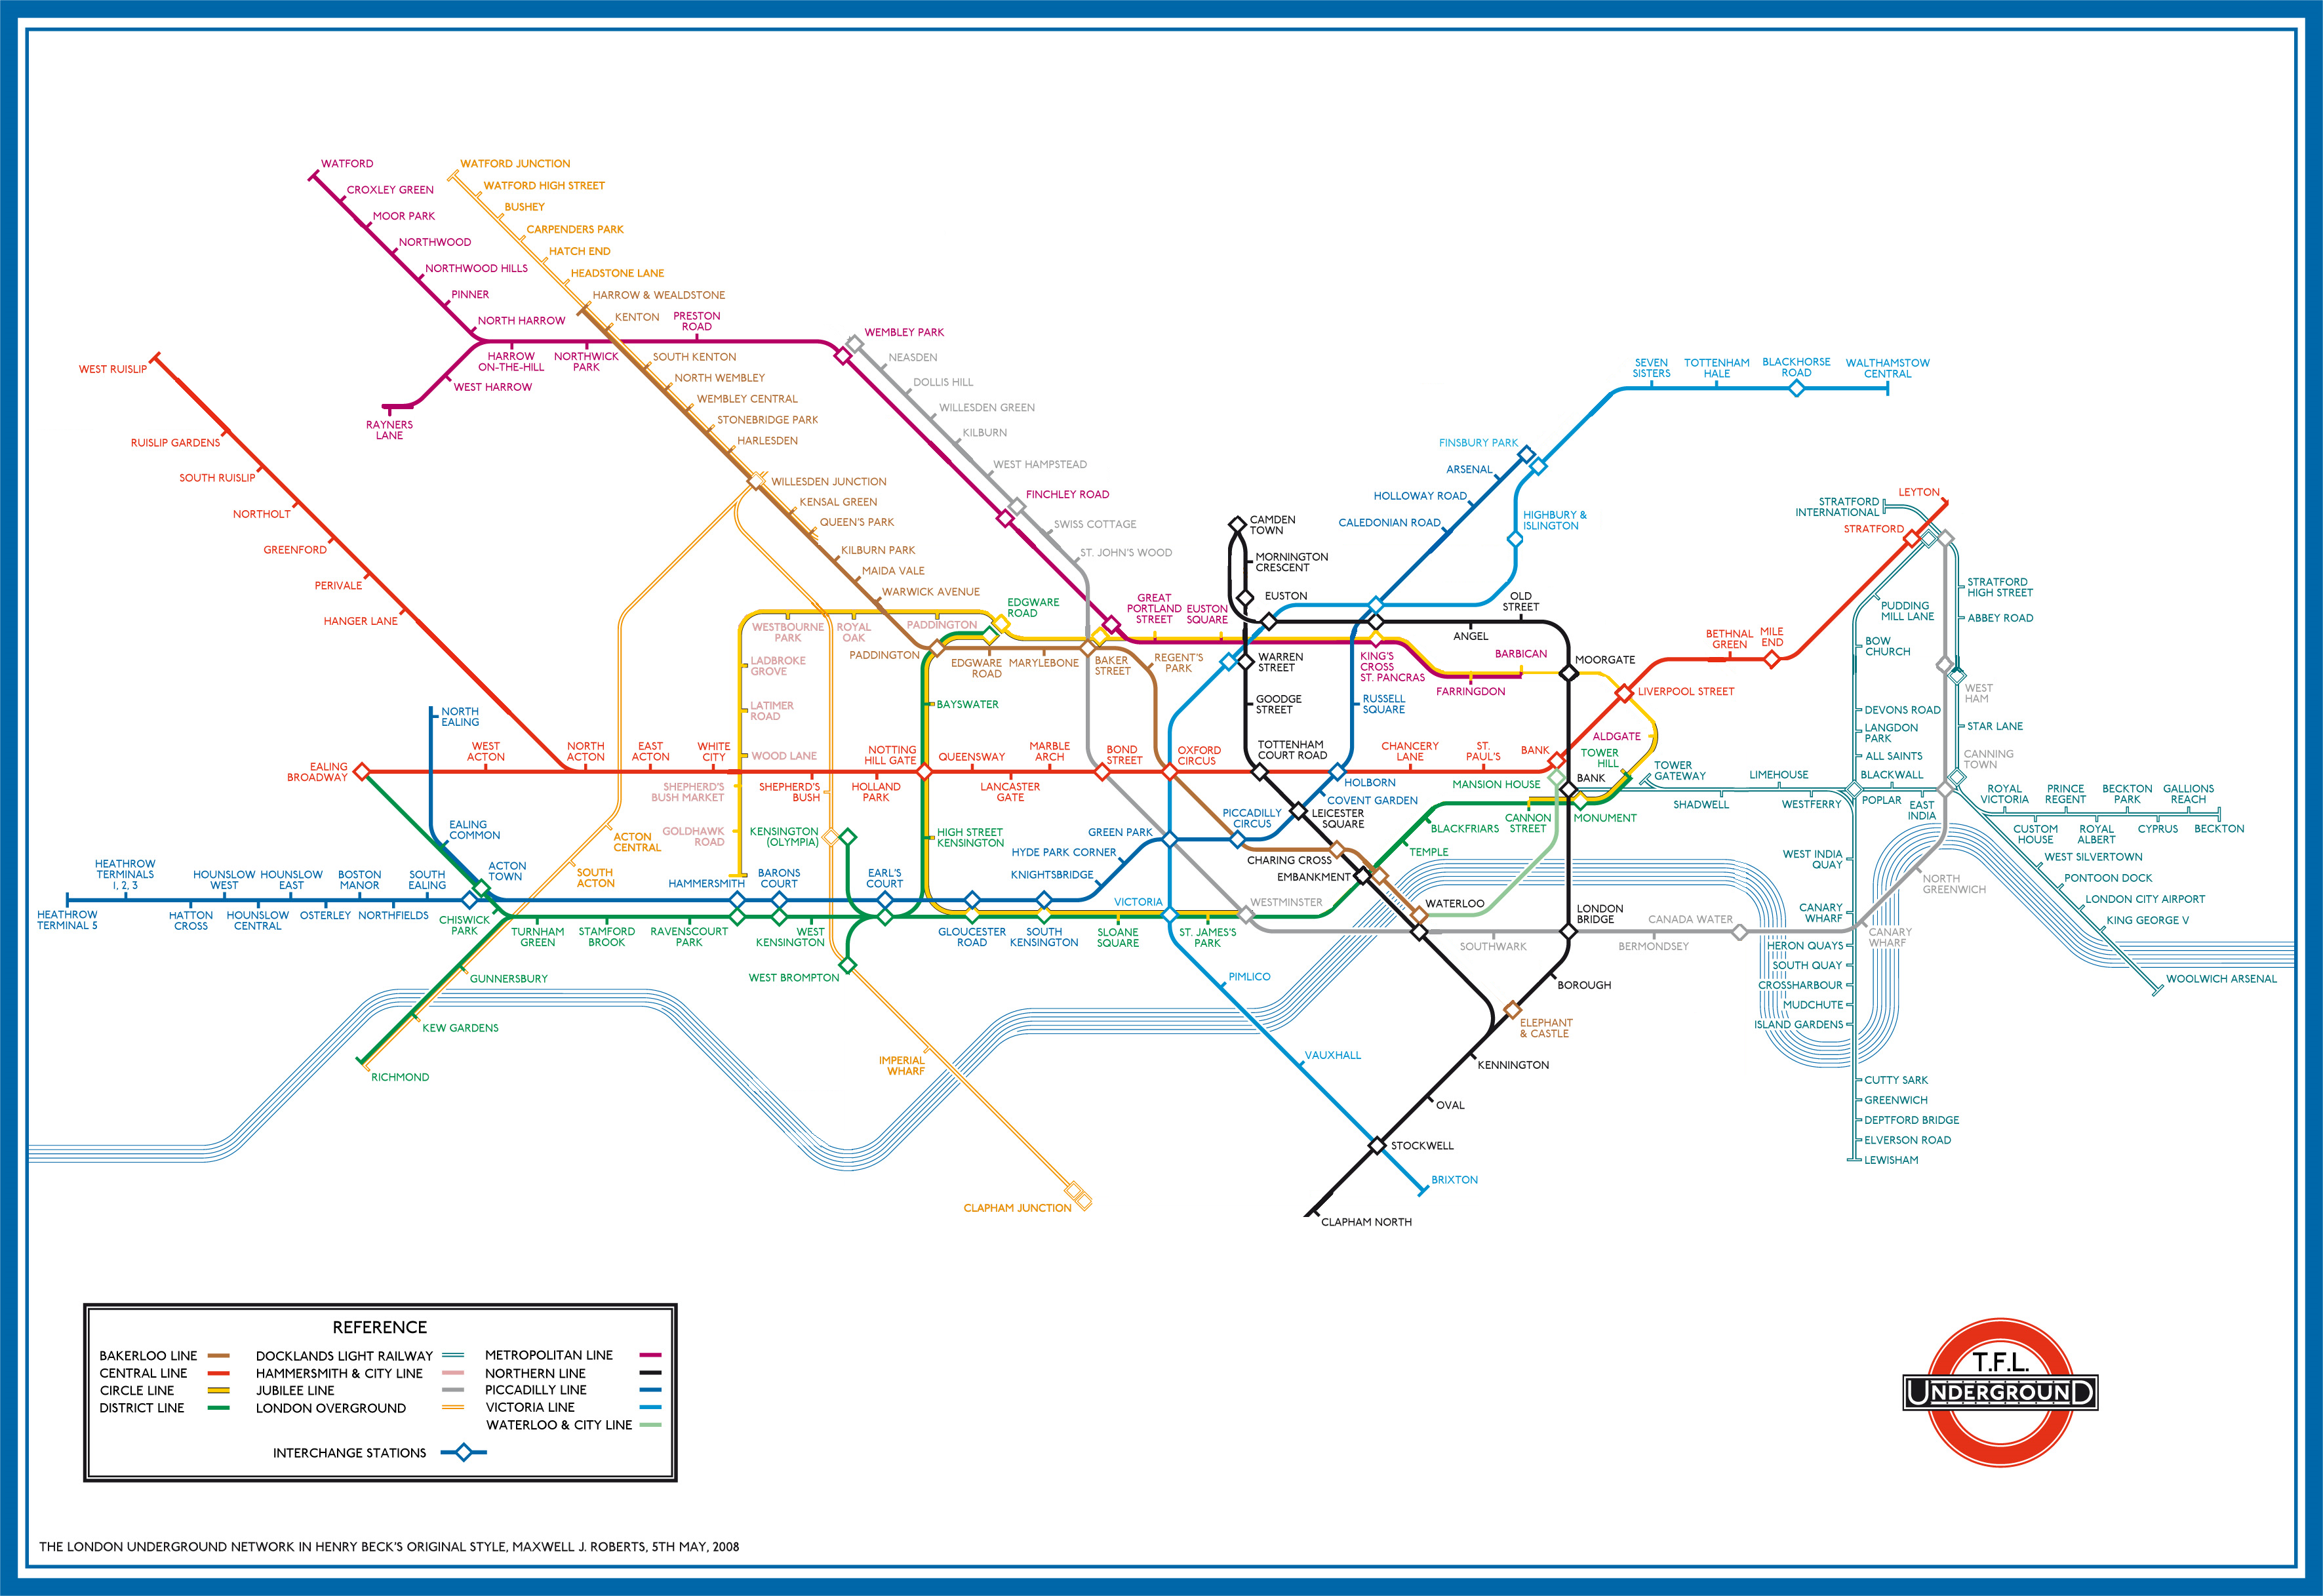 WATFORD
CROXLEY GREEN
MOOR PARK
NORTHWOOD
NORTHWOOD HILLS
PINNER
NORTH HARROW
HARROW
ON-THE-HILL
NORTHWICK
PARK
PRESTON
ROAD
WEST HARROW
RAYNERS
LANE
WATFORD JUNCTION
WATFORD HIGH STREET
BUSHEY
CARPENDERS PARK
HATCH END
HEADSTONE LANE
HARROW & WEALDSTONE
KENTON
SOUTH KENTON
NORTH WEMBLEY
WEMBLEY CENTRAL
STONEBRIDGE PARK
HARLESDEN
WILLESDEN JUNCTION
KENSAL GREEN
QUEEN'S PARK
KILBURN PARK
MAIDA VALE
WARWICK AVENUE
WEMBLEY PARK
NEASDEN
DOLLIS HILL
WILLESDEN GREEN
KILBURN
WEST HAMPSTEAD
FINCHLEY ROAD
SWISS COTTAGE
ST. JOHN'S WOOD
WEST RUISLIP
RUISLIP GARDENS
SOUTH RUISLIP
NORTHOLT
GREENFORD
PERIVALE
HANGER LANE
SEVEN
SISTERS
TOTTENHAM
HALE
BLACKHORSE
ROAD
WALTHAMSTOW
CENTRAL
FINSBURY PARK
ARSENAL
HOLLOWAY ROAD
CALEDONIAN ROAD
HIGHBURY &
ISLINGTON
CAMDEN
TOWN
MORNINGTON
CRESCENT
EUSTON
OLD
STREET
ANGEL
MOORGATE
WARREN
STREET
GOODGE
STREET
TOTTENHAM
COURT ROAD
EDGWARE
ROAD
GREAT
PORTLAND
STREET
EUSTON
SQUARE
KING'S
CROSS
ST. PANCRAS
BARBICAN
FARRINGDON
LIVERPOOL STREET
ALDGATE
BETHNAL
GREEN
MILE
END
STRATFORD
LEYTON
STRATFORD
INTERNATIONAL
STRATFORD
HIGH STREET
ABBEY ROAD
PUDDING
MILL LANE
BOW
CHURCH
WEST
HAM
DEVONS ROAD
LANGDON
PARK
ALL SAINTS
STAR LANE
CANNING
TOWN
WESTBOURNE
PARK
ROYAL
OAK
PADDINGTON
PADDINGTON
EDGWARE
ROAD
MARYLEBONE
BAKER
STREET
REGENT'S
PARK
LADBROKE
GROVE
LATIMER
ROAD
WOOD LANE
SHEPHERD'S
BUSH MARKET
GOLDHAWK
ROAD
BAYSWATER
RUSSELL
SQUARE
NORTH
EALING
EALING
BROADWAY
WEST
ACTON
NORTH
ACTON
EAST
ACTON
WHITE
CITY
SHEPHERD'S
BUSH
HOLLAND
PARK
NOTTING
HILL GATE
QUEENSWAY
LANCASTER
GATE
MARBLE
ARCH
BOND
STREET
OXFORD
CIRCUS
HOLBORN
CHANCERY
LANE
ST.
PAUL'S
BANK
BANK
TOWER
HILL
TOWER
GATEWAY
MANSION HOUSE
CANNON
STREET
MONUMENT
SHADWELL
LIMEHOUSE
WESTFERRY
BLACKWALL
POPLAR
EAST
INDIA
ROYAL
VICTORIA
PRINCE
REGENT
BECKTON
PARK
GALLIONS
REACH
CUSTOM
HOUSE
ROYAL
ALBERT
CYPRUS
BECKTON
EALING
COMMON
ACTON
TOWN
ACTON
CENTRAL
SOUTH
ACTON
KENSINGTON
(OLYMPIA)
HIGH STREET
KENSINGTON
COVENT GARDEN
LEICESTER
SQUARE
PICCADILLY
CIRCUS
GREEN PARK
HYDE PARK CORNER
KNIGHTSBRIDGE
CHARING CROSS
EMBANKMENT
BLACKFRIARS
TEMPLE
HEATHROW
TERMINALS
1, 2, 3
HEATHROW
TERMINAL 5
HATTON
CROSS
HOUNSLOW
WEST
HOUNSLOW
CENTRAL
HOUNSLOW
EAST
OSTERLEY
BOSTON
MANOR
NORTHFIELDS
SOUTH
EALING
CHISWICK
PARK
TURNHAM
GREEN
STAMFORD
BROOK
RAVENSCOURT
PARK
HAMMERSMITH
BARONS
COURT
WEST
KENSINGTON
EARL'S
COURT
WEST BROMPTON
GLOUCESTER
ROAD
SOUTH
KENSINGTON
SLOANE
SQUARE
VICTORIA
ST. JAMES'S
PARK
WESTMINSTER
WATERLOO
SOUTHWARK
LONDON
BRIDGE
BERMONDSEY
CANADA WATER
CANARY
WHARF
NORTH
GREENWICH
WEST INDIA
QUAY
CANARY
WHARF
HERON QUAYS
SOUTH QUAY
CROSSHARBOUR
MUDCHUTE
ISLAND GARDENS
CUTTY SARK
GREENWICH
DEPTFORD BRIDGE
ELVERSON ROAD
LEWISHAM
WEST SILVERTOWN
PONTOON DOCK
LONDON CITY AIRPORT
KING GEORGE V
WOOLWICH ARSENAL
GUNNERSBURY
KEW GARDENS
RICHMOND
IMPERIAL
WHARF
CLAPHAM JUNCTION
PIMLICO
VAUXHALL
BOROUGH
ELEPHANT
& CASTLE
KENNINGTON
OVAL
STOCKWELL
BRIXTON
CLAPHAM NORTH
REFERENCE
BAKERLOO LINE
CENTRAL LINE
CIRCLE LINE
DISTRICT LINE
DOCKLANDS LIGHT RAILWAY
HAMMERSMITH & CITY LINE
JUBILEE LINE
LONDON OVERGROUND
METROPOLITAN LINE
NORTHERN LINE
PICCADILLY LINE
VICTORIA LINE
WATERLOO & CITY LINE
INTERCHANGE STATIONS
T.F.L.
UNDERGROUND
THE LONDON UNDERGROUND NETWORK IN HENRY BECK'S ORIGINAL STYLE, MAXWELL J. ROBERTS, 5TH MAY, 2008